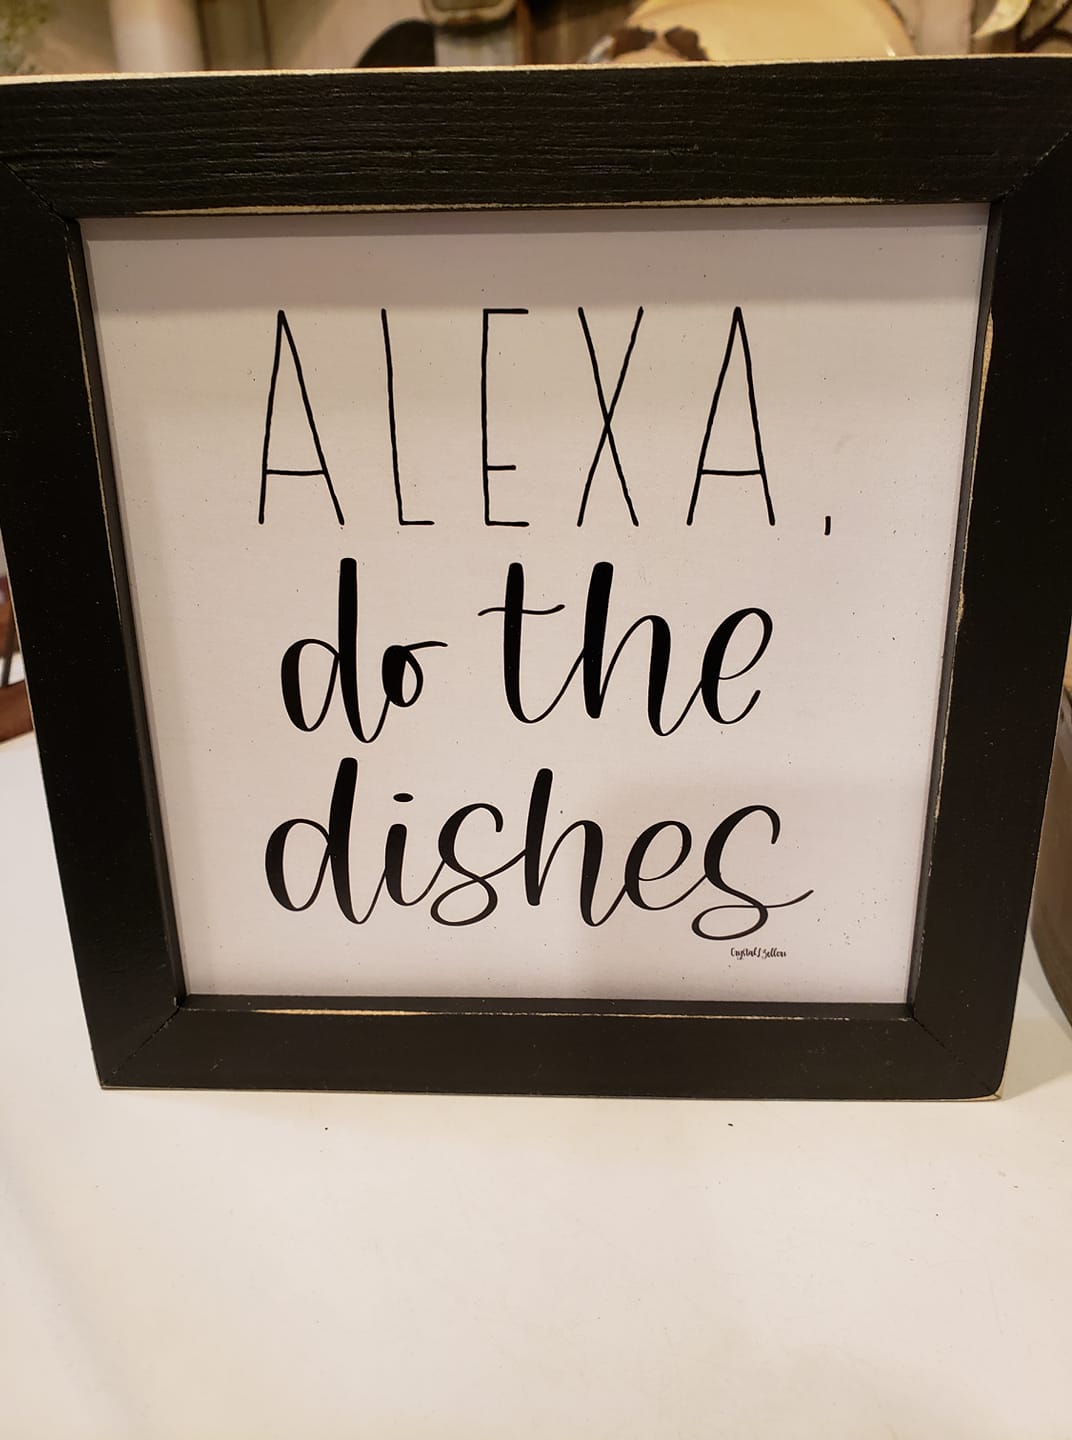 ALEXA,
do the
dishes